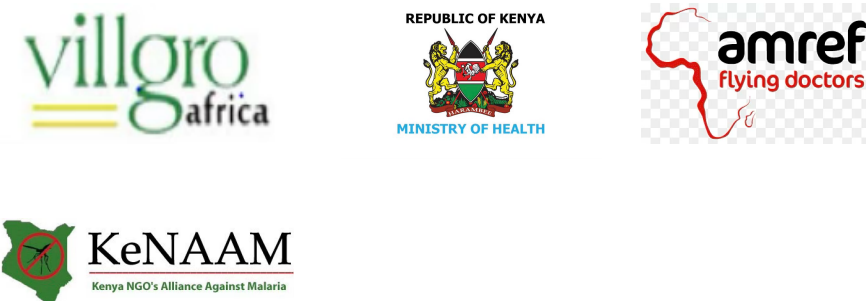 villgro
africa
REPUBLIC OF KENYA
HARAMBEE
MINISTRY OF HEALTH
amref
flying doctors
KeNAAM
Kenya NGO's Alliance Against Malaria